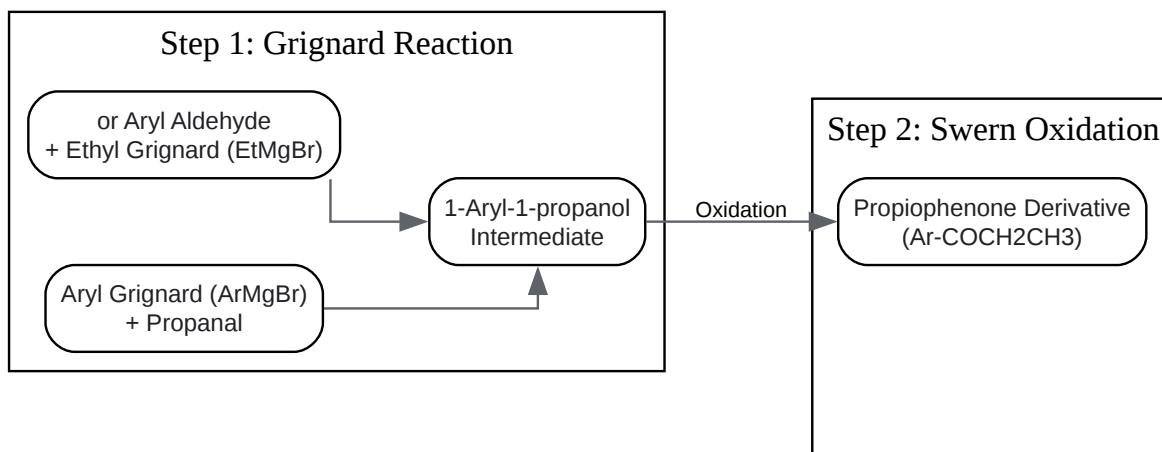 Step 1: Grignard Reaction
or Aryl Aldehyde
+ Ethyl Grignard (EtMgBr)
Aryl Grignard (ArMgBr)
+ Propanal
1-Aryl-1-propanol
Intermediate
Oxidation
Step 2: Swern Oxidation
Propiophenone Derivative
(Ar-COCH2CH3)